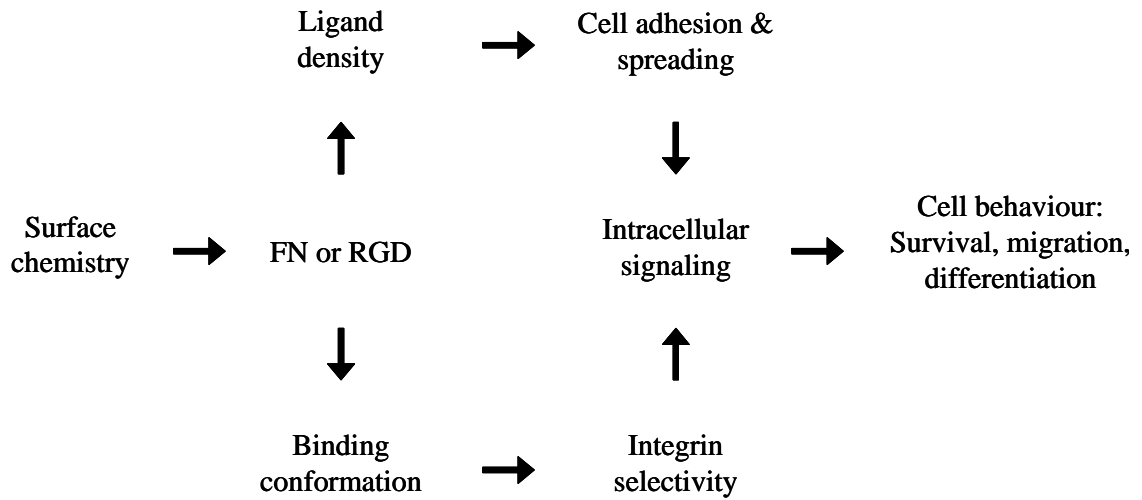 Ligand
density
Cell adhesion &
spreading
Surface
chemistry
FN or RGD
Intracellular
signaling
Cell behaviour:
Survival, migration,
differentiation
Binding
conformation
Integrin
selectivity